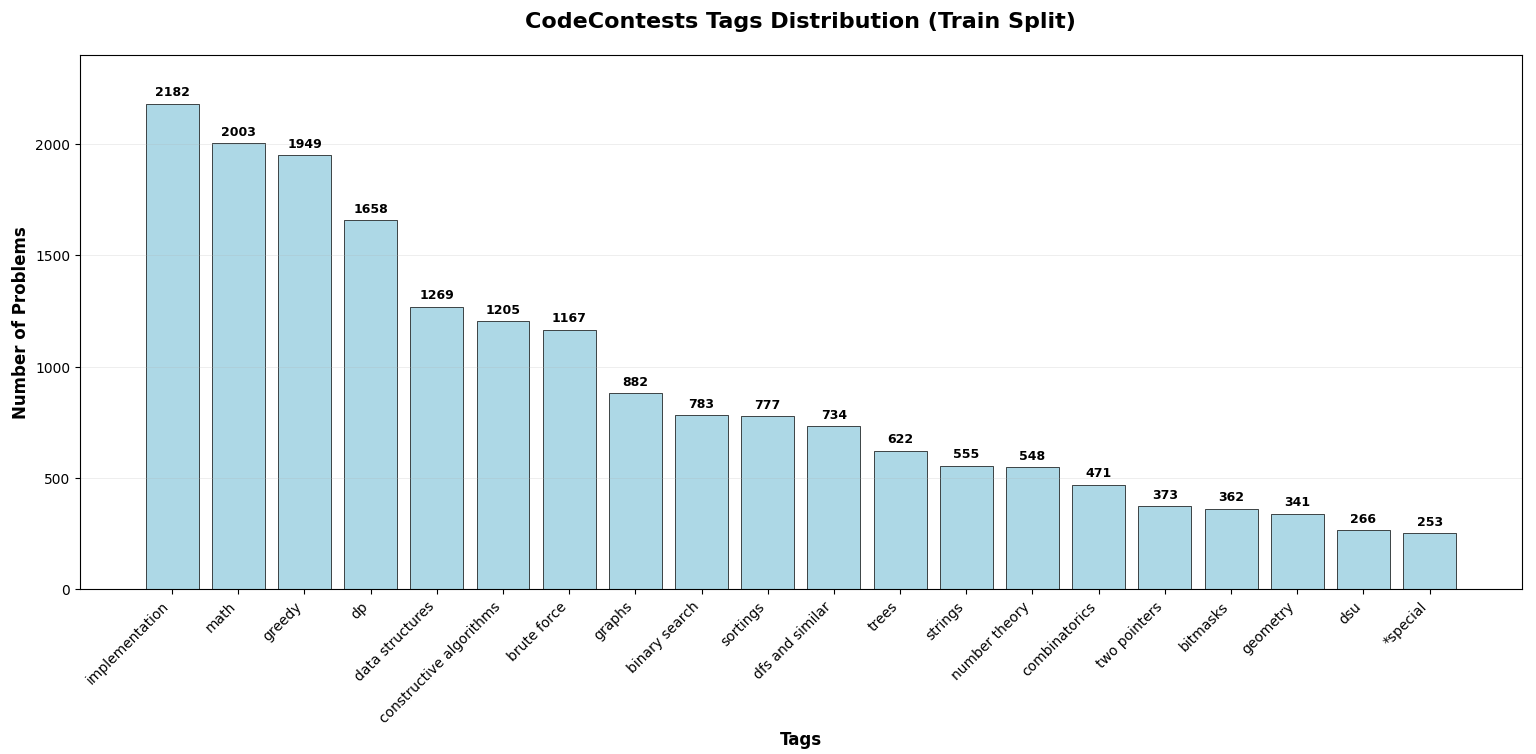 CodeContests Tags Distribution (Train Split)
Number of Problems
2000
1500
1000
500
0
2182
2003
1949
1658
1269
1205
1167
882
783
777
734
622
555
548
471
373
362
341
266
253
implementation
math
greedy
dp
data structures
constructive algorithms
brute force
graphs
binary search
sortings
dfs and similar
trees
strings
number theory
combinatorics
two pointers
bitmasks
geometry
dsu
*special
Tags